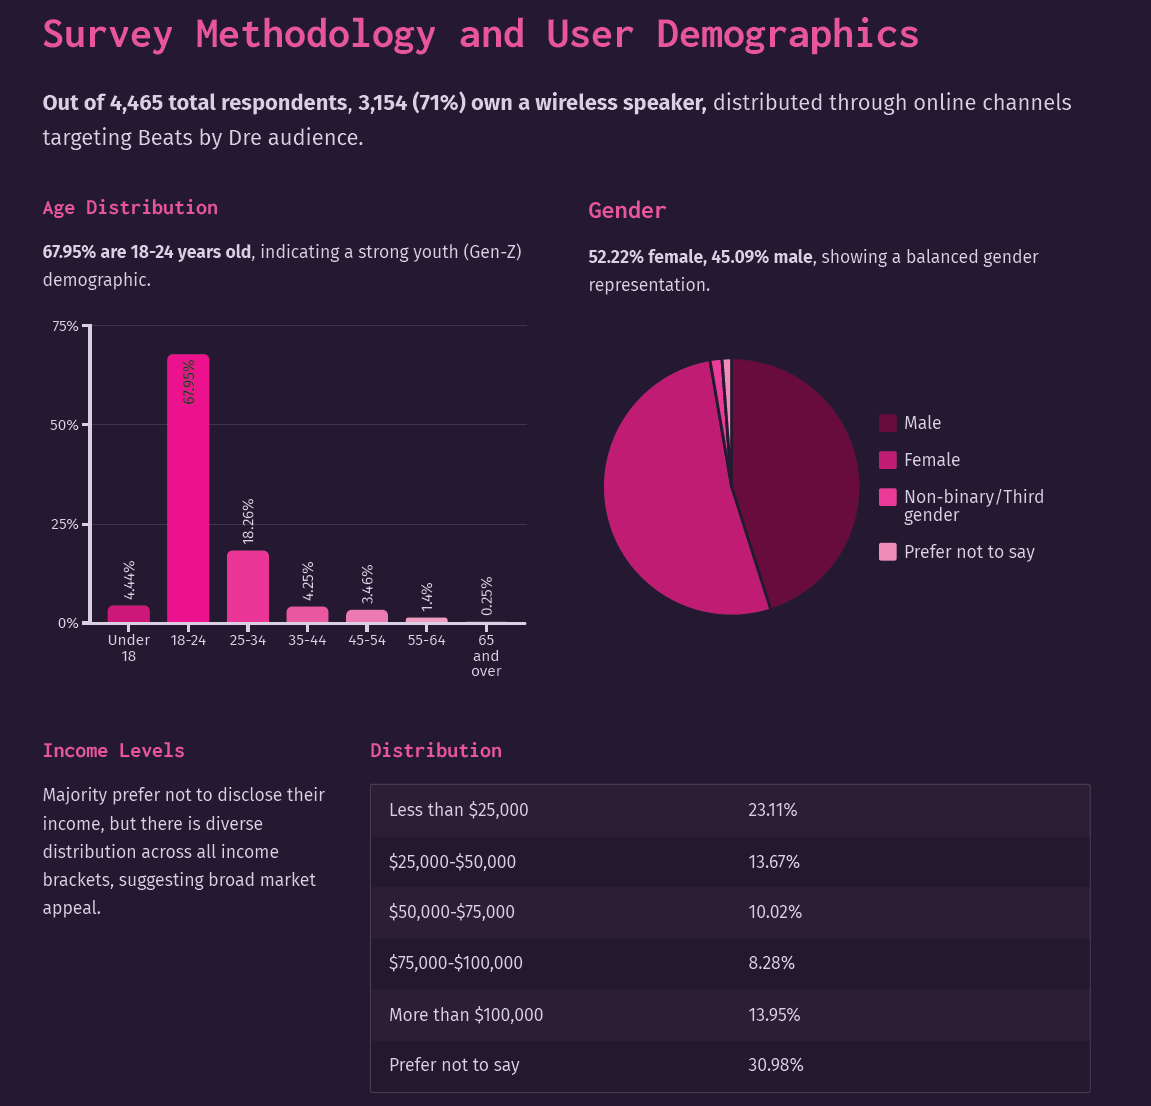 Survey Methodology and User Demographics
Out of 4,465 total respondents, 3,154 (71%) own a wireless speaker, distributed through online channels
targeting Beats by Dre audience.
Age Distribution
67.95% are 18-24 years old, indicating a strong youth (Gen-Z)
demographic.
75%
50%
25%
0%
4.44%
67.95%
18.26%
4.25%
3.46%
1.4%
0.25%
Under
18
18-24
25-34
35-44
45-54
55-64
65
and
over
Gender
52.22% female, 45.09% male, showing a balanced gender
representation.
Male
Female
Non-binary/Third
gender
Prefer not to say
Income Levels
Majority prefer not to disclose their
income, but there is diverse
distribution across all income
brackets, suggesting broad market
appeal.
Distribution
Less than $25,000 23.11%
$25,000-$50,000 13.67%
$50,000-$75,000 10.02%
$75,000-$100,000 8.28%
More than $100,000 13.95%
Prefer not to say 30.98%